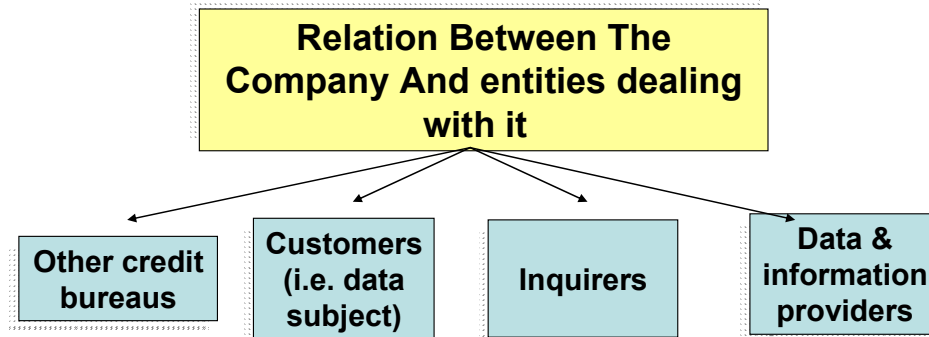 Relation Between The
Company And entities dealing
with it
Other credit
bureaus
Customers
(i.e. data
subject)
Inquirers
Data &
information
providers